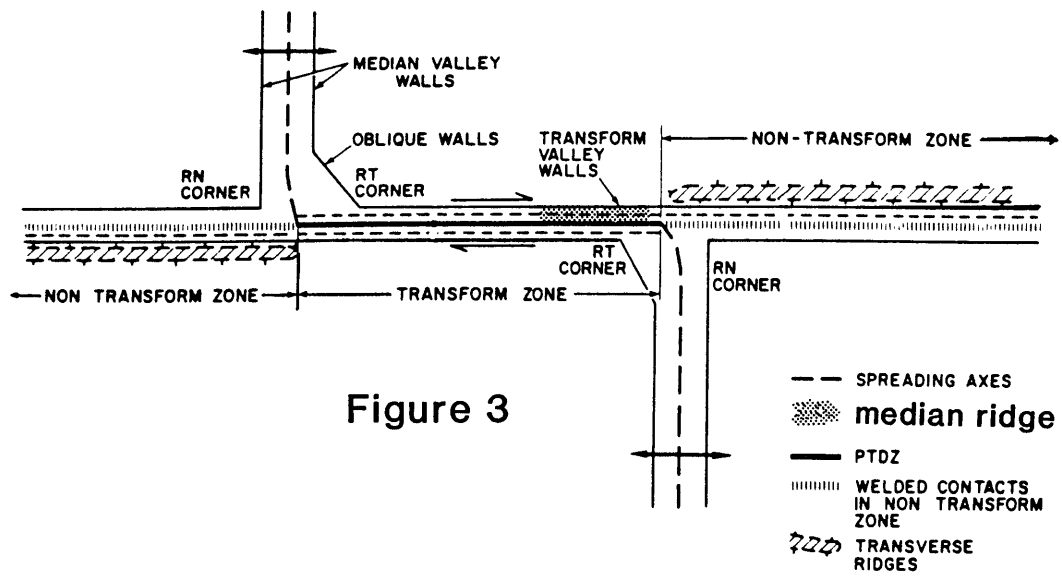 MEDIAN VALLEY
WALLS
OBLIQUE WALLS
TRANSFORM
VALLEY
WALLS
NON-TRANSFORM ZONE
RN
CORNER
RT
CORNER
RT
CORNER
RN
CORNER
NON TRANSFORM ZONE
TRANSFORM ZONE
Figure 3
SPREADING AXES
median ridge
PTDZ
WELDED CONTACTS
IN NON TRANSFORM
ZONE
TRANSVERSE
RIDGES